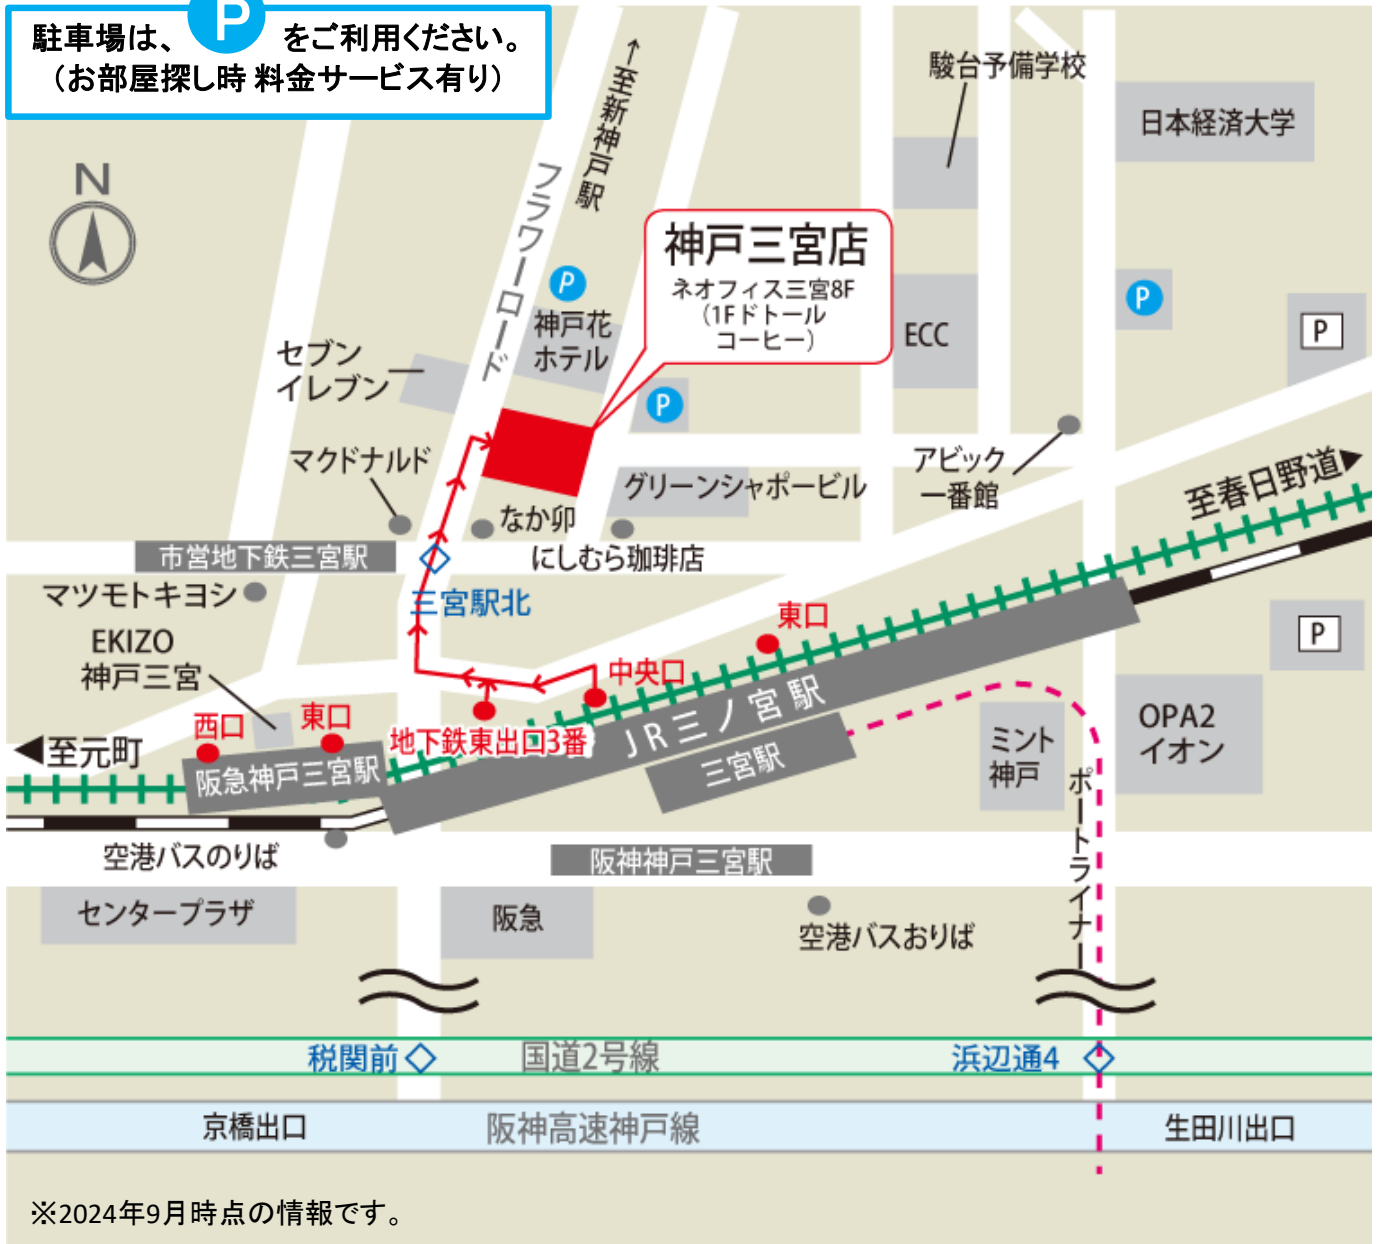 駐車場は、Pをご利用ください。
（お部屋探し時 料金サービス有り）
N
↑至新神戸駅
フラワーロード
駿台予備学校
日本経済大学
神戸三宮店
ネオフィス三宮8F
（1Fドトール
コーヒー）
P
神戸花
ホテル
P
P
ECC
セブン
イレブン
P
マクドナルド
グリーンシャポービル
アビック
一番館
至春日野道
なか卯
市営地下鉄三宮駅
にしむら珈琲店
マツモトキヨシ
三宮駅北
東口
P
EKIZO
神戸三宮
中央口
西口
東口
地下鉄東出口3番
JR三ノ宮駅
OPA2
イオン
ミント
神戸
至元町
阪急神戸三宮駅
三宮駅
ポートライナー
空港バスのりば
阪神神戸三宮駅
センタープラザ
阪急
空港バスおりば
税関前
国道2号線
浜辺通4
京橋出口
阪神高速神戸線
生田川出口
※2024年9月時点の情報です。